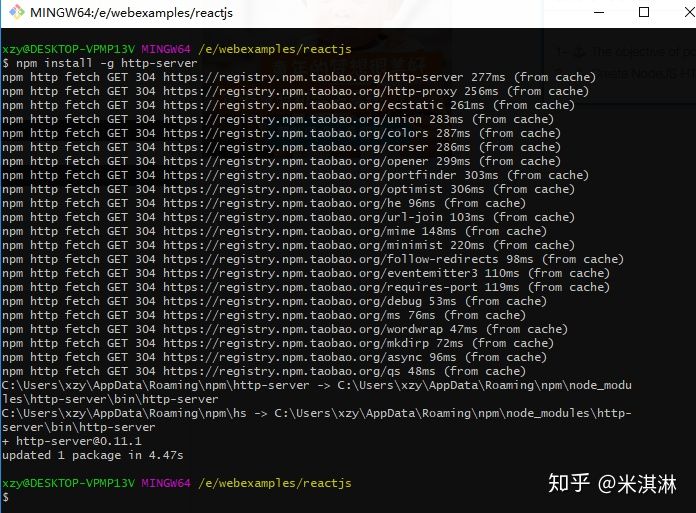 MINGW64:/e/webexamples/reactjs
xzy@DESKTOP-VPMP13V MINGW64 /e/webexamples/reactjs
$ npm install -g http-server
npm http fetch GET 304 https://registry.npm.taobao.org/http-server 277ms (from cache)
npm http fetch GET 304 https://registry.npm.taobao.org/http-proxy 256ms (from cache)
npm http fetch GET 304 https://registry.npm.taobao.org/ecstatic 261ms (from cache)
npm http fetch GET 304 https://registry.npm.taobao.org/union 283ms (from cache)
npm http fetch GET 304 https://registry.npm.taobao.org/colors 287ms (from cache)
npm http fetch GET 304 https://registry.npm.taobao.org/corser 286ms (from cache)
npm http fetch GET 304 https://registry.npm.taobao.org/opener 299ms (from cache)
npm http fetch GET 304 https://registry.npm.taobao.org/portfinder 303ms (from cache)
npm http fetch GET 304 https://registry.npm.taobao.org/optimist 306ms (from cache)
npm http fetch GET 304 https://registry.npm.taobao.org/he 96ms (from cache)
npm http fetch GET 304 https://registry.npm.taobao.org/url-join 103ms (from cache)
npm http fetch GET 304 https://registry.npm.taobao.org/mime 148ms (from cache)
npm http fetch GET 304 https://registry.npm.taobao.org/minimist 220ms (from cache)
npm http fetch GET 304 https://registry.npm.taobao.org/follow-redirects 98ms (from cache)
npm http fetch GET 304 https://registry.npm.taobao.org/eventemitter3 110ms (from cache)
npm http fetch GET 304 https://registry.npm.taobao.org/requires-port 119ms (from cache)
npm http fetch GET 304 https://registry.npm.taobao.org/debug 53ms (from cache)
npm http fetch GET 304 https://registry.npm.taobao.org/ms 76ms (from cache)
npm http fetch GET 304 https://registry.npm.taobao.org/wordwrap 47ms (from cache)
npm http fetch GET 304 https://registry.npm.taobao.org/mkdirp 72ms (from cache)
npm http fetch GET 304 https://registry.npm.taobao.org/async 96ms (from cache)
npm http fetch GET 304 https://registry.npm.taobao.org/qs 48ms (from cache)
C:\Users\xzy\AppData\Roaming\npm\http-server -> C:\Users\xzy\AppData\Roaming\npm\node_modu
les\http-server\bin\http-server
C:\Users\xzy\AppData\Roaming\npm\hs -> C:\Users\xzy\AppData\Roaming\npm\node_modules\http-
server\bin\http-server
+ http-server@0.11.1
updated 1 package in 4.47s
xzy@DESKTOP-VPMP13V MINGW64 /e/webexamples/reactjs
$
知乎 @米淇淋